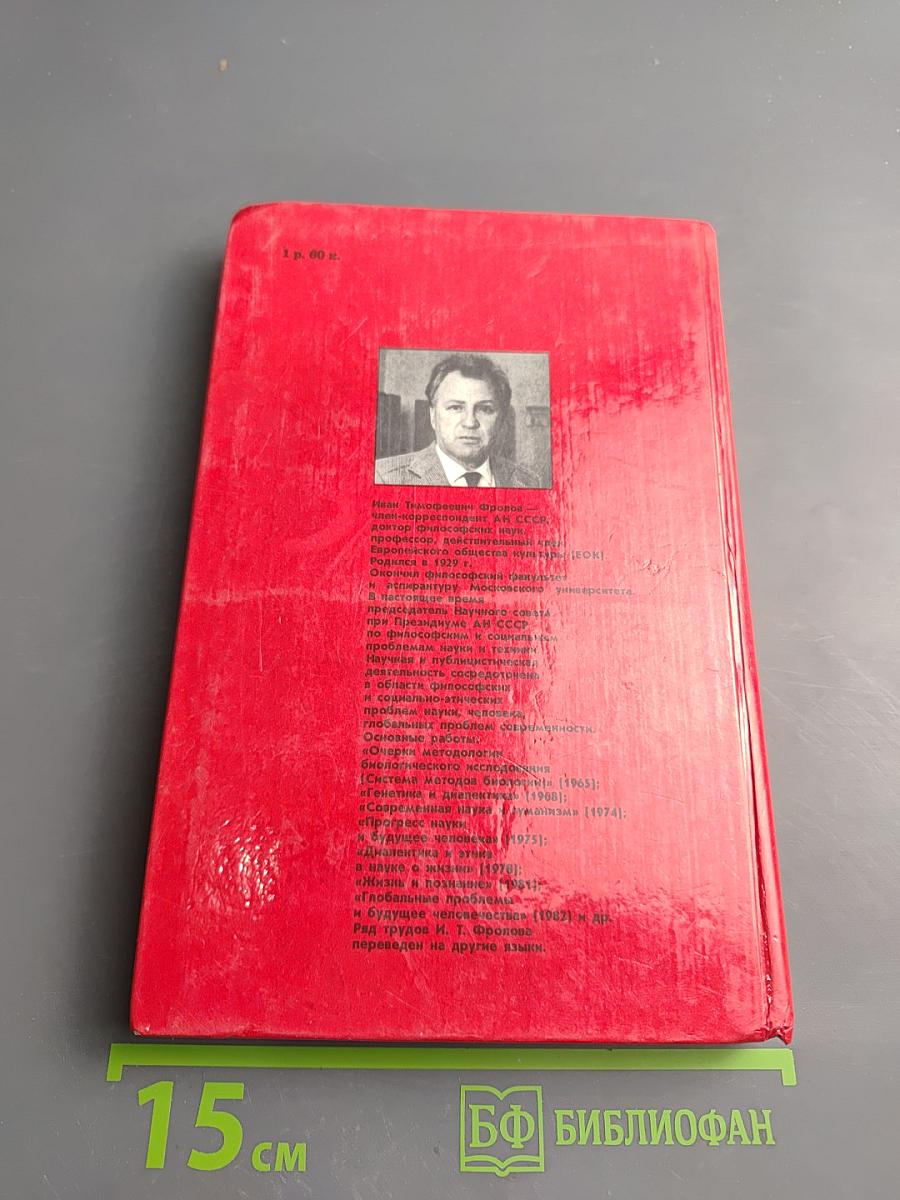 1 р. 60 к.
Иван Тимофеевич Фролов —
член-корреспондент АН СССР,
доктор философских наук,
профессор, действительный член
Европейского общества культуры (ЕОК).
Родился в 1929 г.
Окончил философский факультет
и аспирантуру Московского университета.
В настоящее время
председатель Научного совета
при Президиуме АН СССР
по философским и социальным
проблемам науки и техники.
Научная и публицистическая
деятельность сосредоточена
в области философских
и социально-этических
проблем науки, человека,
глобальных проблем современности.
Основные работы:
«Очерки методологии
биологического исследования
(Система методов биологии)» (1965);
«Генетика и диалектика» (1968);
«Современная наука и гуманизм» (1974);
«Прогресс науки
и будущее человека» (1975);
«Диалектика и этика
в науке о жизни» (1978);
«Жизнь и познание» (1981);
«Глобальные проблемы
и будущее человечества» (1982) и др.
Ряд трудов И. Т. Фролова
переведен на другие языки.
15 см
БФ БИБЛИОФАН